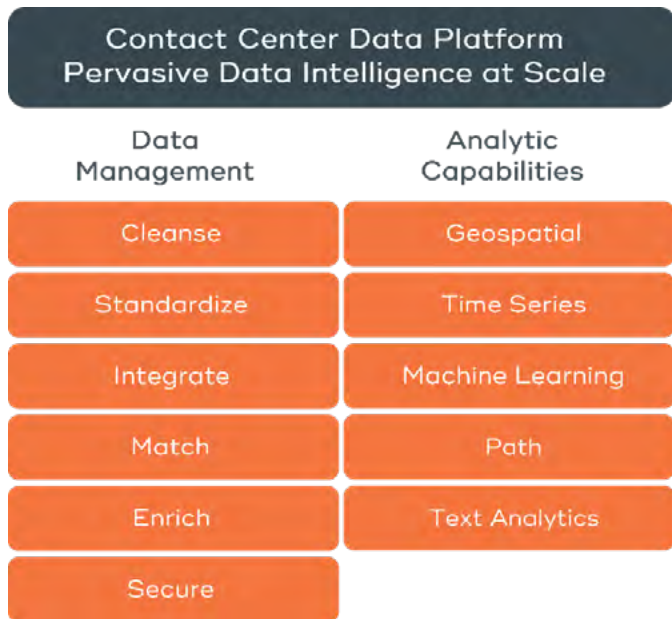 Contact Center Data Platform
Pervasive Data Intelligence at Scale
Data
Management
Cleanse
Standardize
Integrate
Match
Enrich
Secure
Analytic
Capabilities
Geospatial
Time Series
Machine Learning
Path
Text Analytics